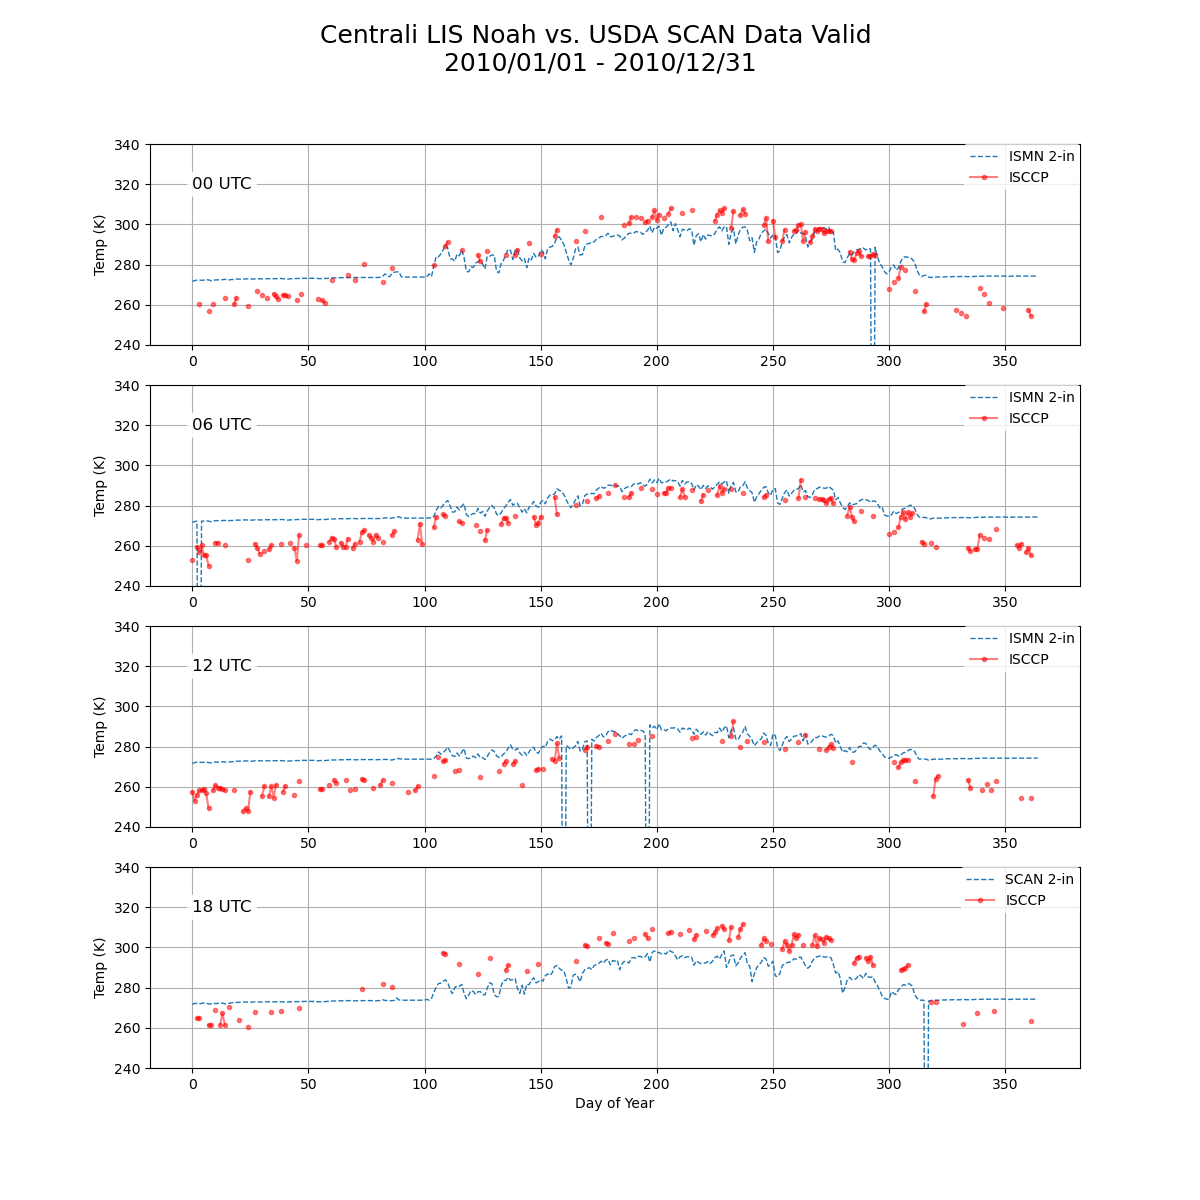 Centrali LIS Noah vs. USDA SCAN Data Valid
2010/01/01 - 2010/12/31
340
320
300
280
260
240
Temp (K)
00 UTC
ISMN 2-in
ISCCP
0 50 100 150 200 250 300 350
340
320
300
280
260
240
Temp (K)
06 UTC
ISMN 2-in
ISCCP
0 50 100 150 200 250 300 350
340
320
300
280
260
240
Temp (K)
12 UTC
ISMN 2-in
ISCCP
0 50 100 150 200 250 300 350
340
320
300
280
260
240
Temp (K)
18 UTC
SCAN 2-in
ISCCP
0 50 100 150 200 250 300 350
Day of Year